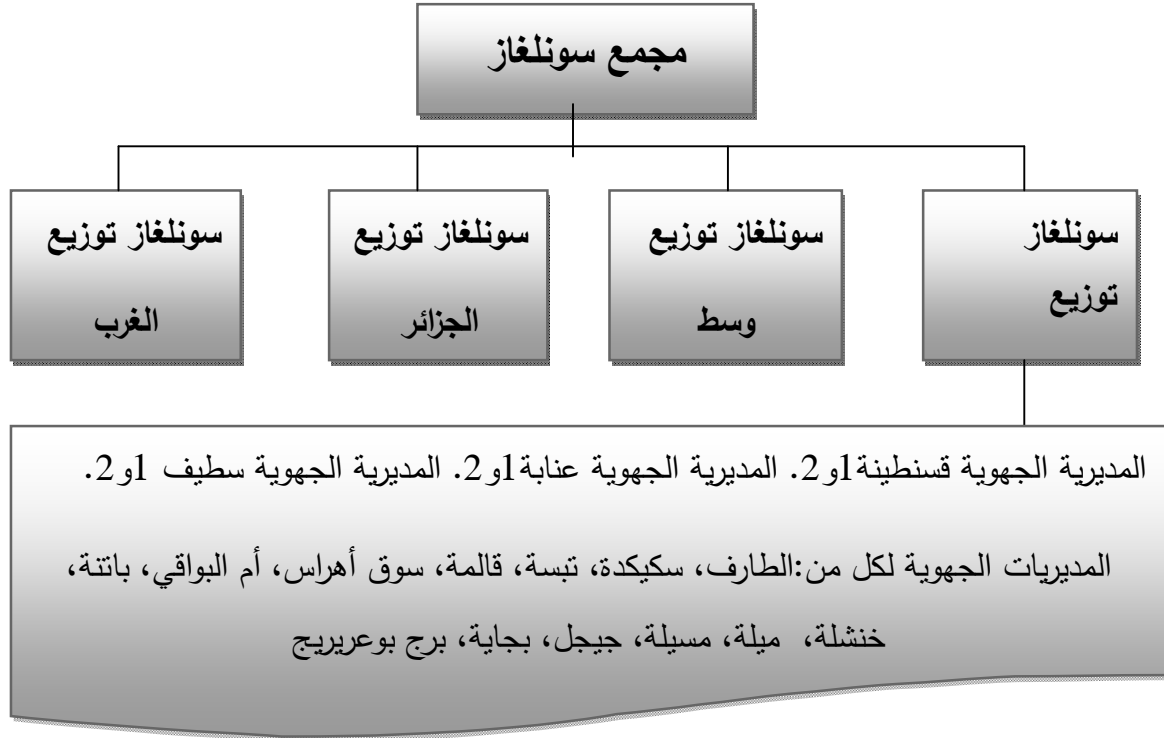 مجمع سونلغاز
سونلغاز
توزيع
سونلغاز توزيع
وسط
سونلغاز توزيع
الجزائر
سونلغاز توزيع
الغرب
المديرية الجهوية قسنطينة1و2. المديرية الجهوية عنابة1و2. المديرية الجهوية سطيف 1و2.
المديريات الجهوية لكل من:الطارف، سكيكدة، تبسة، قالمة، سوق أهراس، أم البواقي، باتنة،
خنشلة، ميلة، مسيلة، جيجل، بجاية، برج بوعريريج